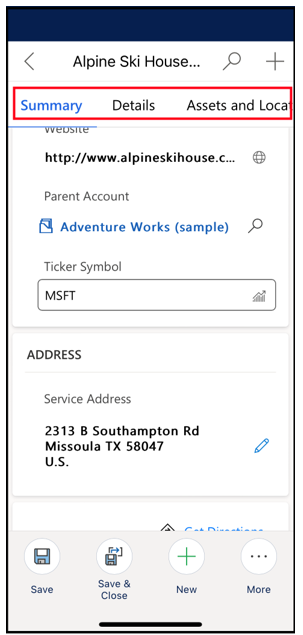 Alpine Ski House...
Summary Details Assets and Locat
Website
http://www.alpineskihouse.c...
Parent Account
Adventure Works (sample)
Ticker Symbol
MSFT
ADDRESS
Service Address
2313 B Southampton Rd
Missoula TX 58047
U.S.
Get Directions
Save
Save &
Close
New
More